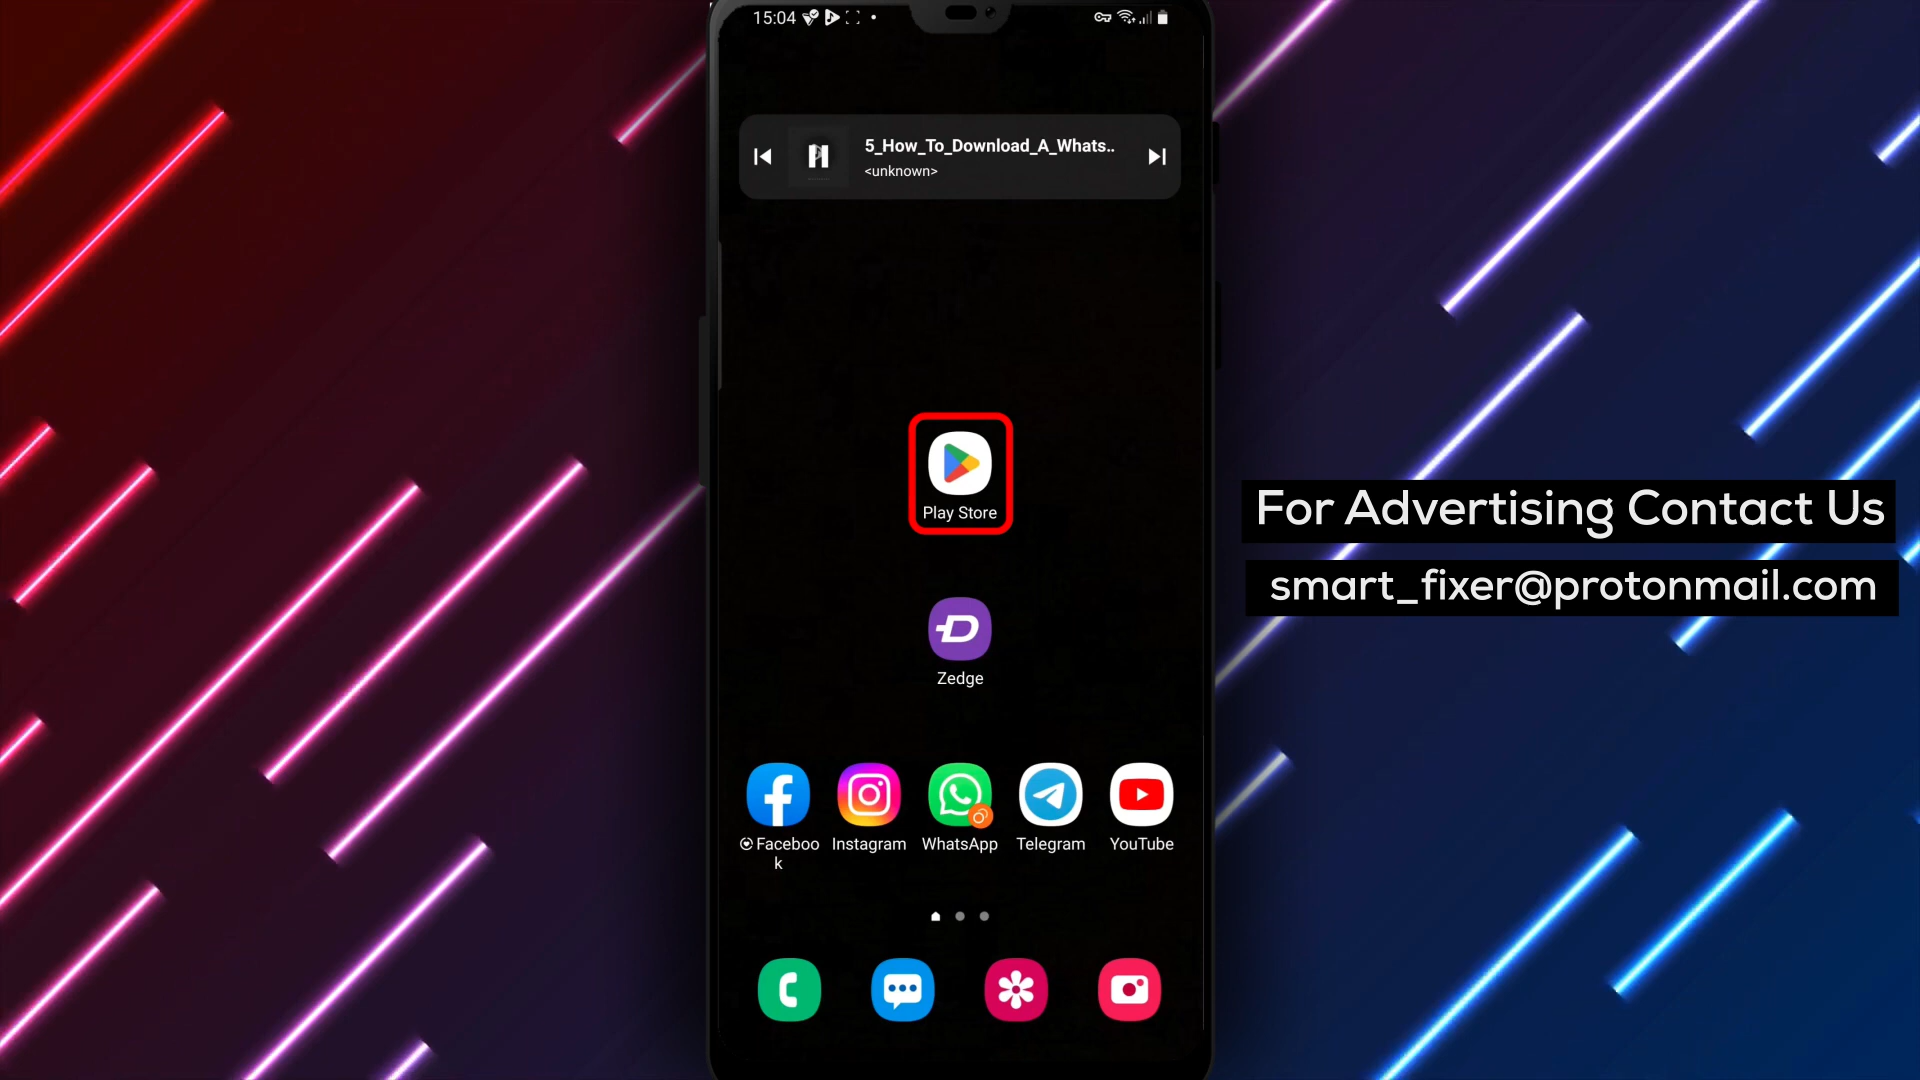 15:04
5_How_To_Download_A_Whats..
<unknown>
Play Store
For Advertising Contact Us
smart_fixer@protonmail.com
Zedge
Faceboo
k
Instagram
WhatsApp
Telegram
YouTube